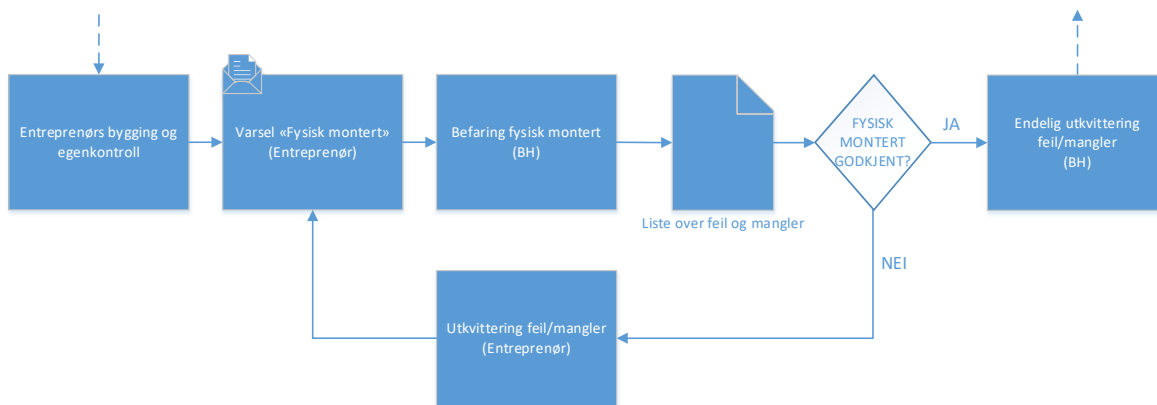 Entreprenørs bygging og
egenkontroll
Varsel «Fysisk montert»
(Entreprenør)
Befaring fysisk montert
(BH)
Liste over feil og mangler
FYSISK
MONTERT
GODKJENT?
JA
Endelig utkvittering
feil/mangler
(BH)
NEI
Utkvittering feil/mangler
(Entreprenør)